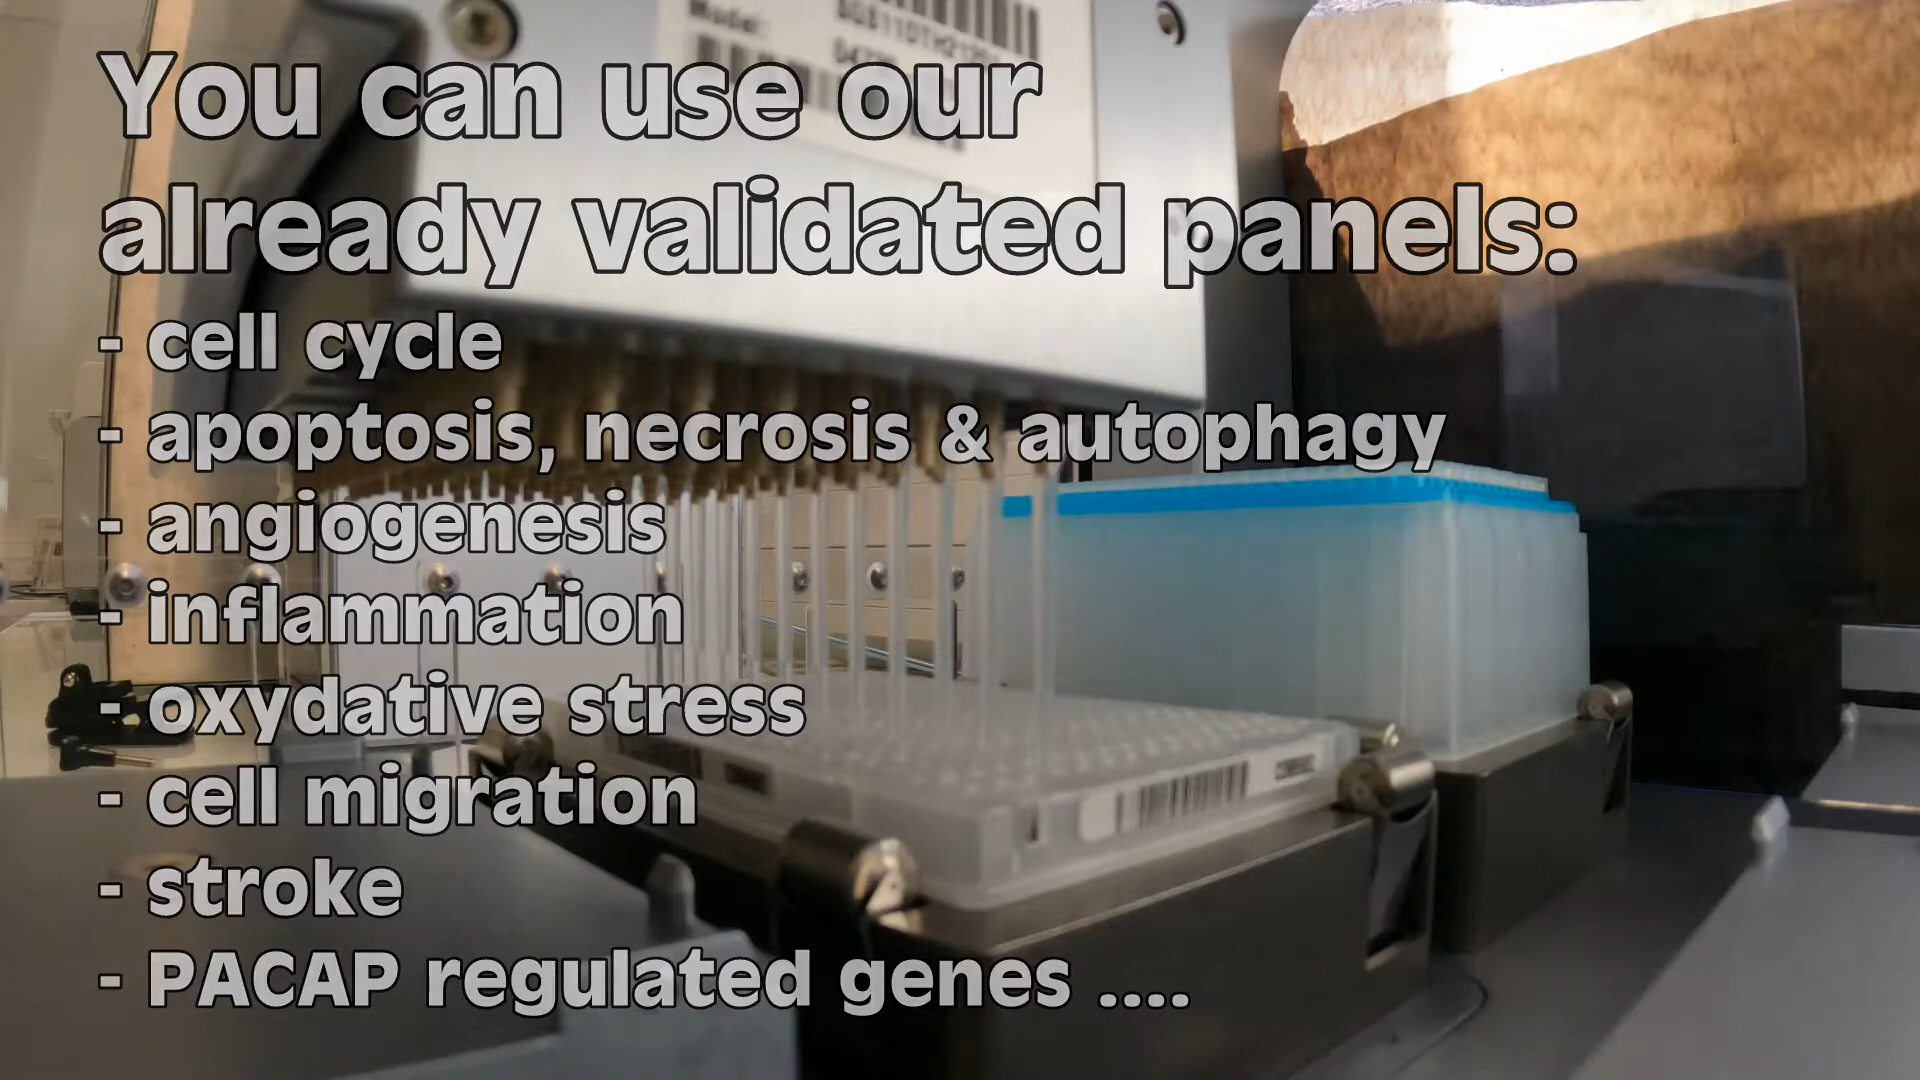 Model:
You can use our
already validated panels:
- cell cycle
- apoptosis, necrosis & autophagy
- angiogenesis
- inflammation
- oxydative stress
- cell migration
- stroke
- PACAP regulated genes ....